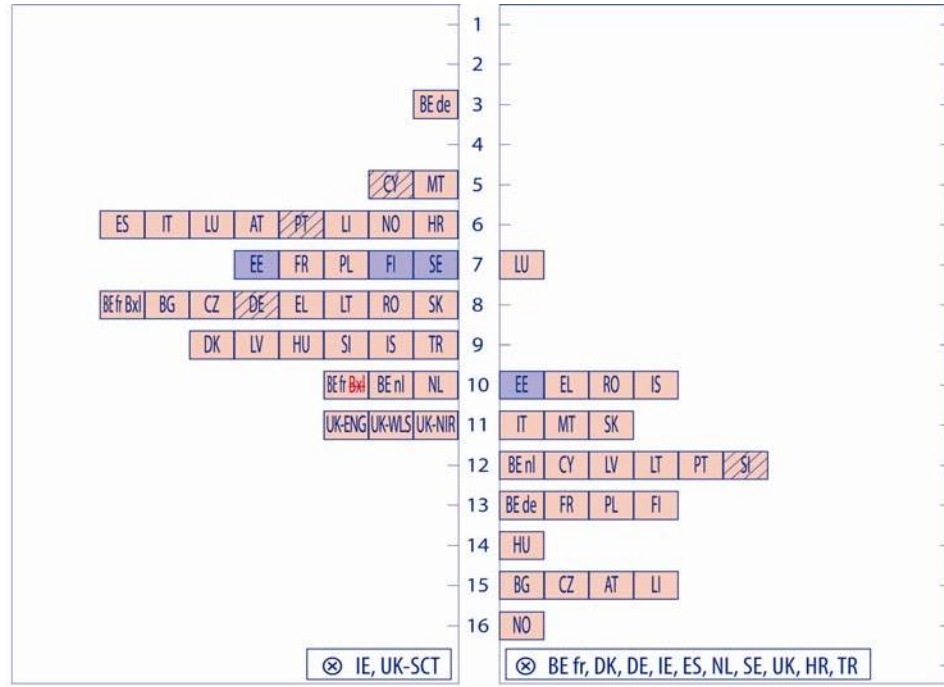 1
2
BE de 3
4
CY MT 5
ES IT LU AT PT LI NO HR 6
EE FR PL FI SE 7 LU
BE fr Bxl BG CZ DE EL LT RO SK 8
DK LV HU SI IS TR 9
BE fr Bxl BE nl NL 10 EE EL RO IS
UK-ENG UK-WLS UK-NIR 11 IT MT SK
12 BE nl CY LV LT PT SI
13 BE de FR PL FI
14 HU
15 BG CZ AT LI
16 NO
⊗ IE, UK-SCT
⊗ BE fr, DK, DE, IE, ES, NL, SE, UK, HR, TR